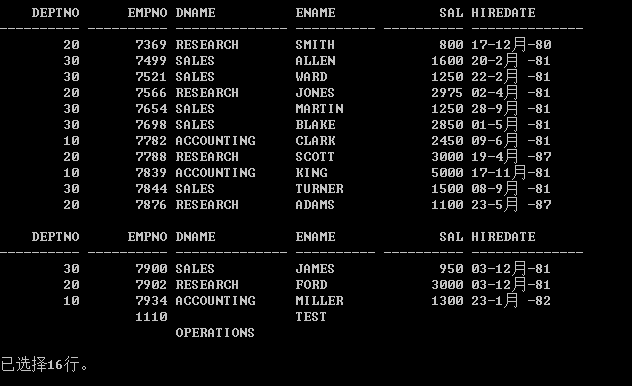 DEPTNO EMPNO DNAME ENAME SAL HIREDATE
---------- ---------- -------------- ---------- ---------- --------------
20 7369 RESEARCH SMITH 800 17-12月-80
30 7499 SALES ALLEN 1600 20-2月 -81
30 7521 SALES WARD 1250 22-2月 -81
20 7566 RESEARCH JONES 2975 02-4月 -81
30 7654 SALES MARTIN 1250 28-9月 -81
30 7698 SALES BLAKE 2850 01-5月 -81
10 7782 ACCOUNTING CLARK 2450 09-6月 -81
20 7788 RESEARCH SCOTT 3000 19-4月 -87
10 7839 ACCOUNTING KING 5000 17-11月-81
30 7844 SALES TURNER 1500 08-9月 -81
20 7876 RESEARCH ADAMS 1100 23-5月 -87
DEPTNO EMPNO DNAME ENAME SAL HIREDATE
---------- ---------- -------------- ---------- ---------- --------------
30 7900 SALES JAMES 950 03-12月-81
20 7902 RESEARCH FORD 3000 03-12月-81
10 7934 ACCOUNTING MILLER 1300 23-1月 -82
1110 TEST
OPERATIONS
已选择16行。